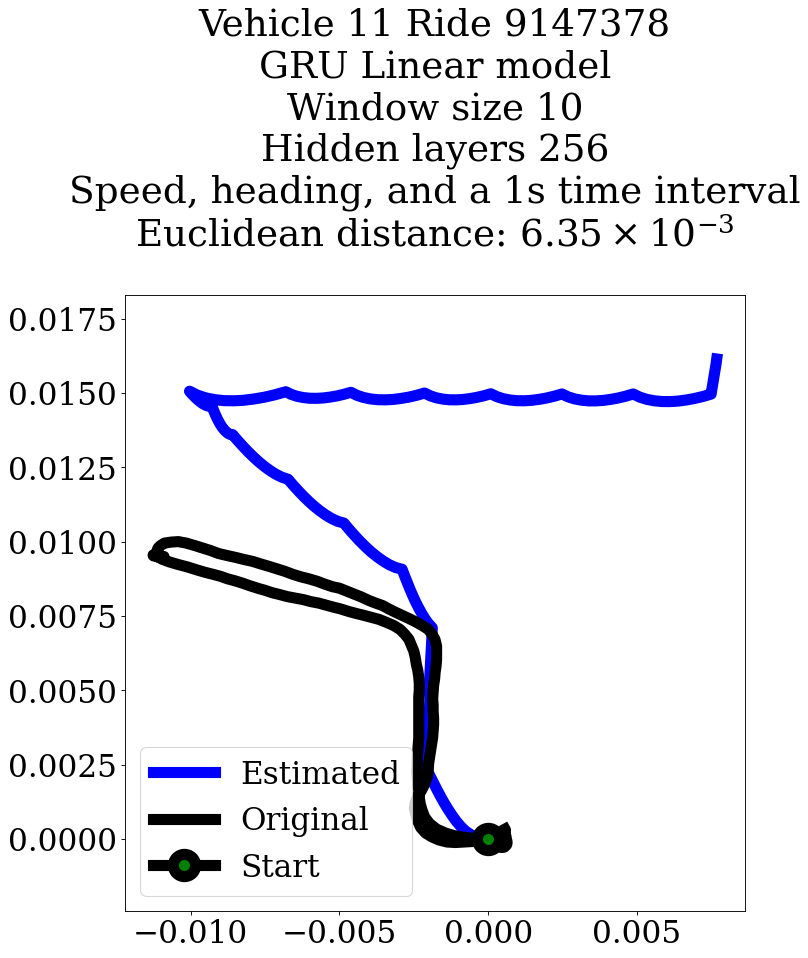 Vehicle 11 Ride 9147378
GRU Linear model
Window size 10
Hidden layers 256
Speed, heading, and a 1s time interval
Euclidean distance: 6.35 × 10⁻³
0.0175
0.0150
0.0125
0.0100
0.0075
0.0050
0.0025
0.0000
Estimated
Original
Start
−0.010 −0.005 0.000 0.005